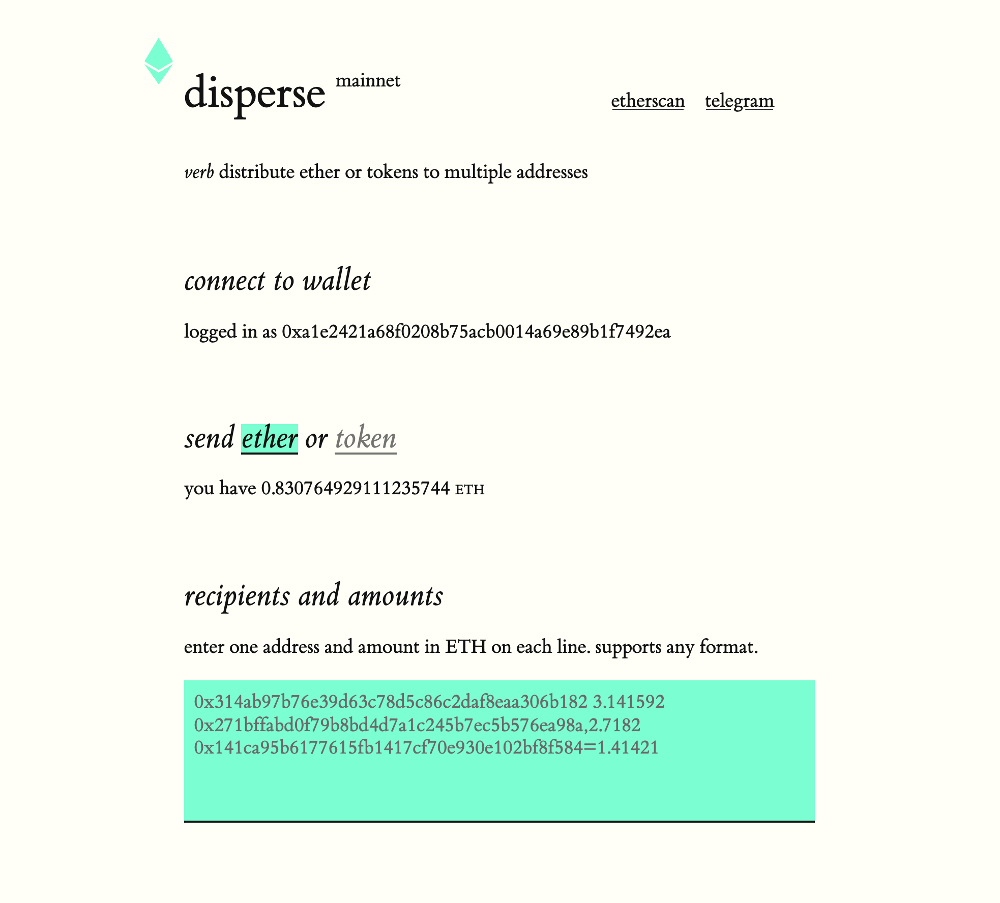 disperse mainnet
etherscan telegram
verb distribute ether or tokens to multiple addresses
connect to wallet
logged in as 0xa1e2421a68f0208b75acb0014a69e89b1f7492ea
send ether or token
you have 0.830764929111235744 ETH
recipients and amounts
enter one address and amount in ETH on each line. supports any format.
0x314ab97b76e39d63c78d5c86c2daf8eaa306b182 3.141592
0x271bffabd0f79b8bd4d7a1c245b7ec5b576ea98a,2.7182
0x141ca95b6177615fb1417cf70e930e102bf8f584=1.41421